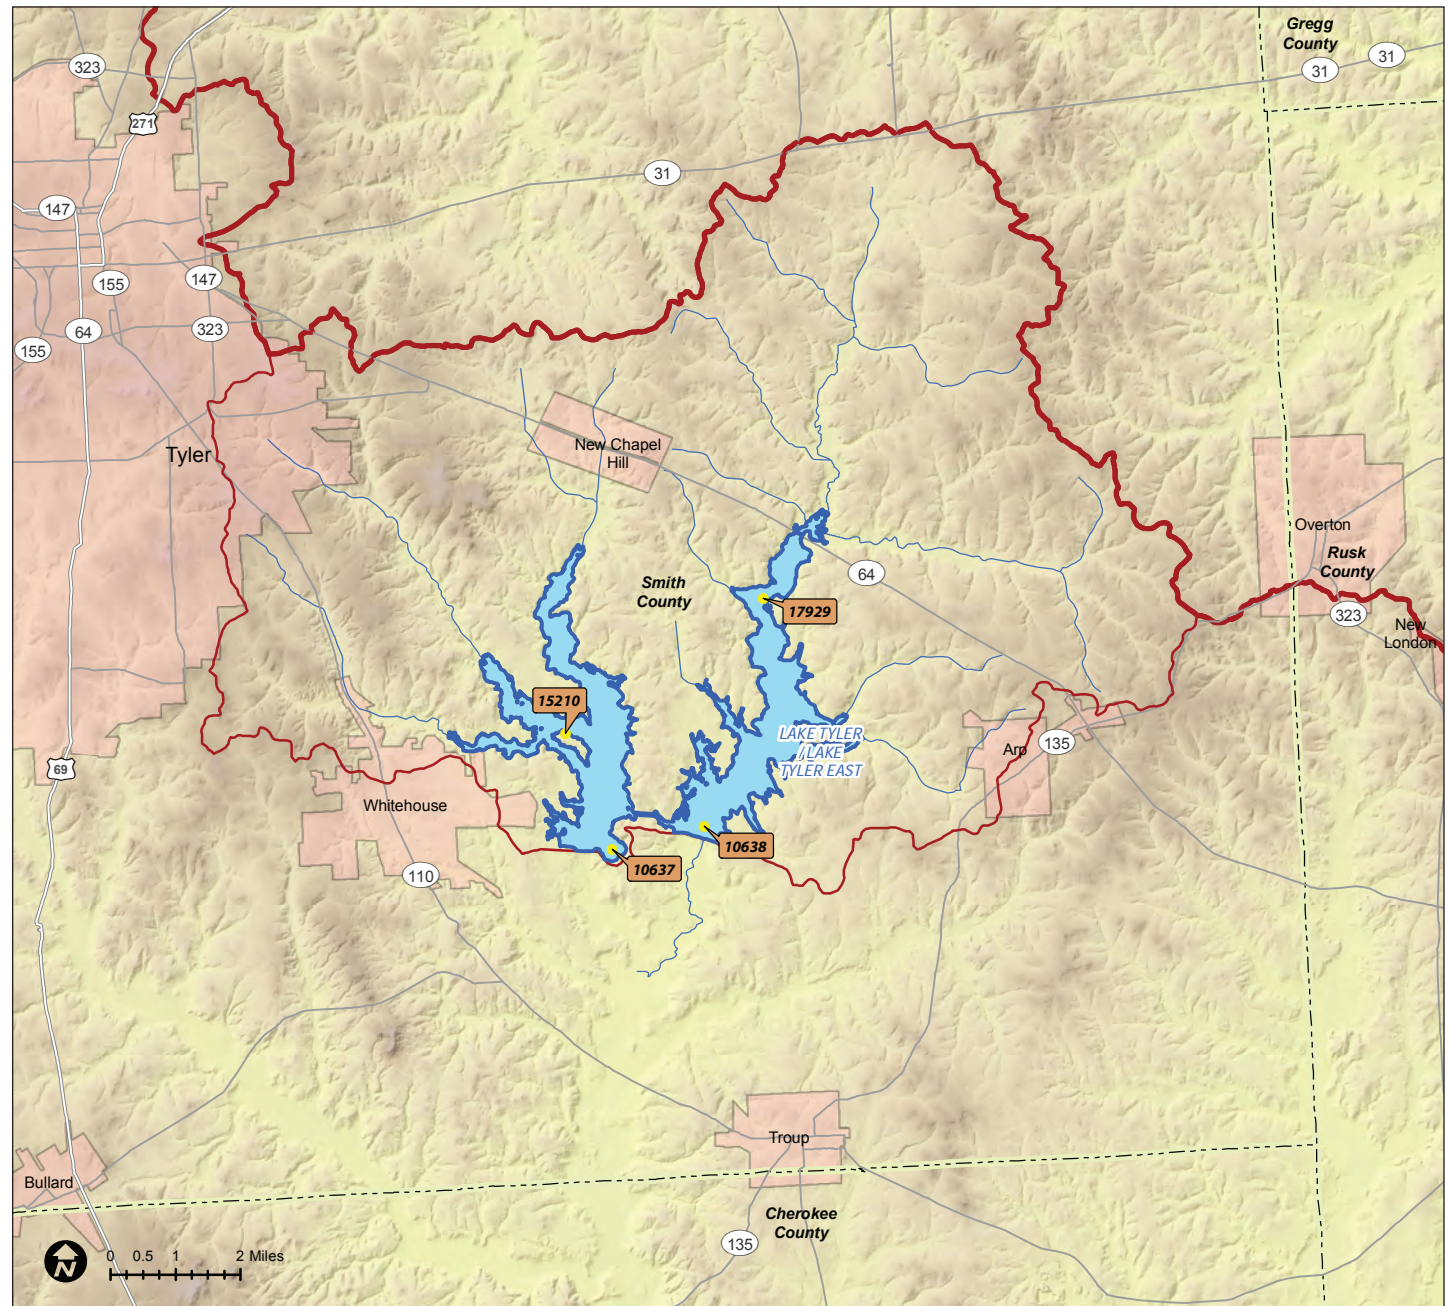 Gregg
County
31
31
323
271
31
147
155
147
64
323
155
New Chapel
Hill
Tyler
Overton
Rusk
County
Smith
County
64
17929
323
New
London
15210
LAKE TYLER
/ LAKE
TYLER EAST
Arp
135
69
Whitehouse
10638
10637
110
Troup
Bullard
Cherokee
County
135
N
0 0.5 1 2 Miles